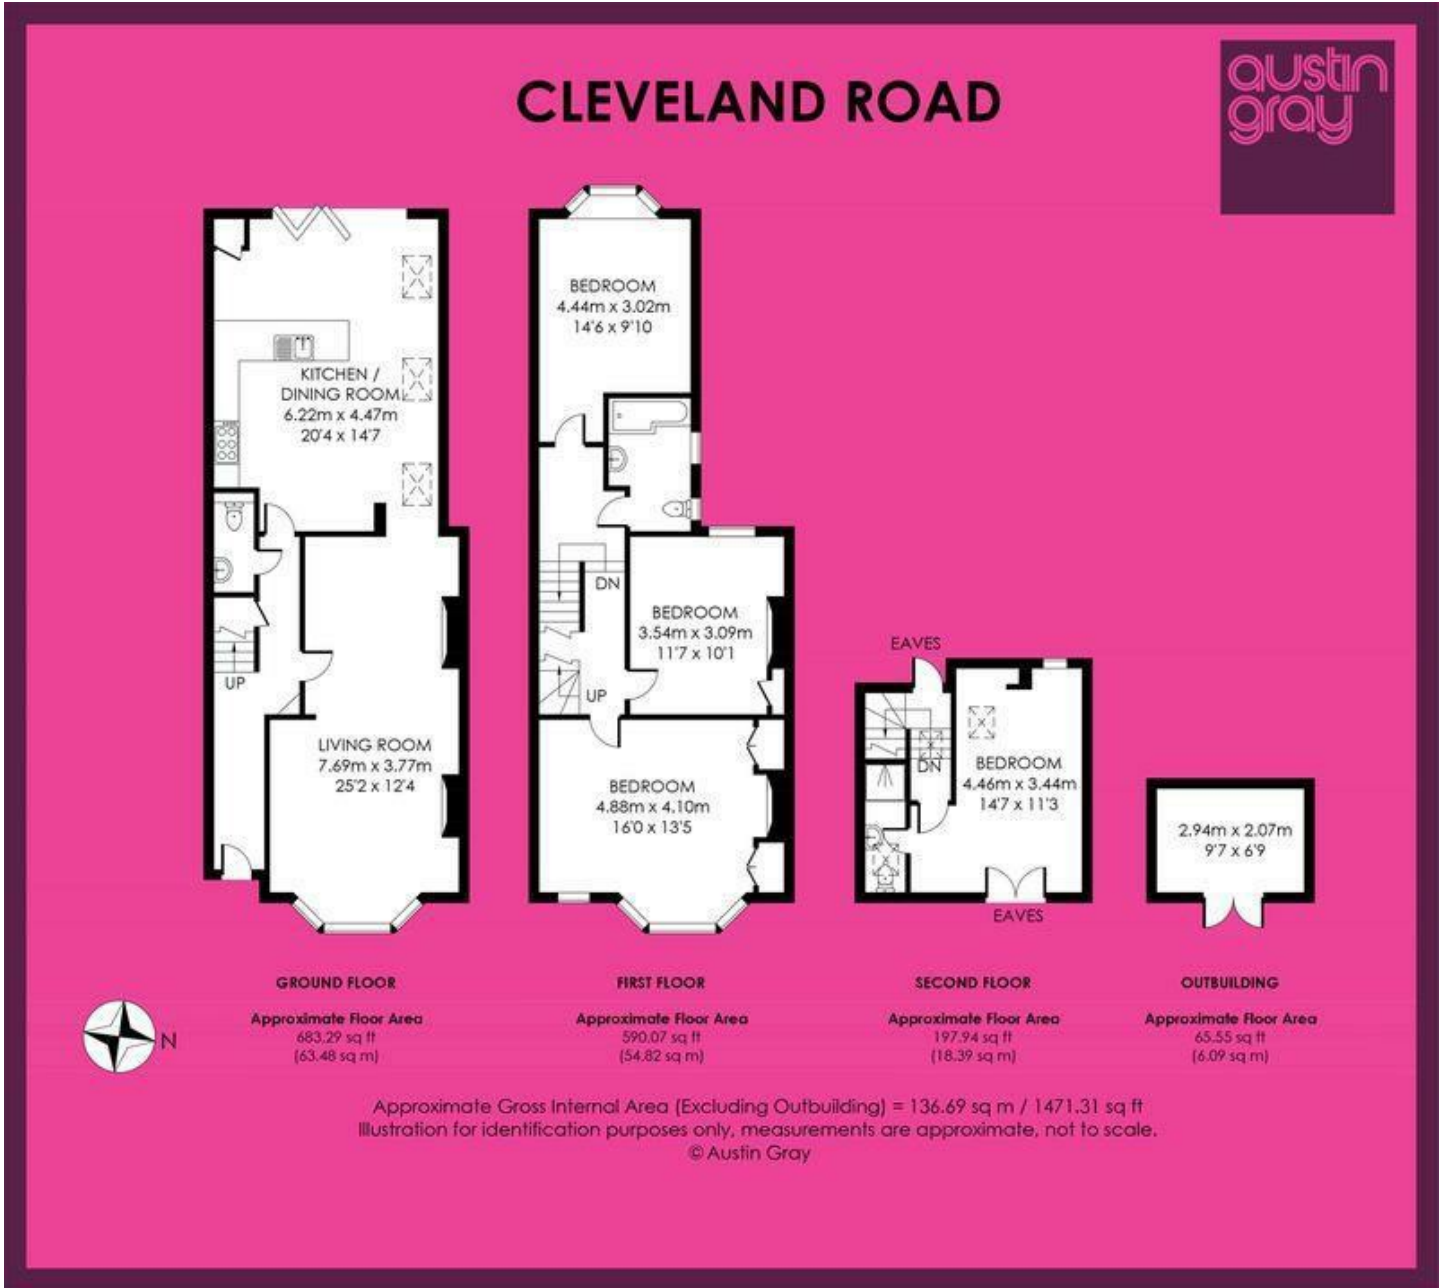 CLEVELAND ROAD
austin
gray
KITCHEN /
DINING ROOM
6.22m x 4.47m
20'4 x 14'7
UP
LIVING ROOM
7.69m x 3.77m
25'2 x 12'4
BEDROOM
4.44m x 3.02m
14'6 x 9'10
DN
BEDROOM
3.54m x 3.09m
11'7 x 10'1
UP
BEDROOM
4.88m x 4.10m
16'0 x 13'5
EAVES
DN
BEDROOM
4.46m x 3.44m
14'7 x 11'3
EAVES
2.94m x 2.07m
9'7 x 6'9
N
GROUND FLOOR
Approximate Floor Area
683.29 sq ft
(63.48 sq m)
FIRST FLOOR
Approximate Floor Area
590.07 sq ft
(54.82 sq m)
SECOND FLOOR
Approximate Floor Area
197.94 sq ft
(18.39 sq m)
OUTBUILDING
Approximate Floor Area
65.55 sq ft
(6.09 sq m)
Approximate Gross Internal Area (Excluding Outbuilding) = 136.69 sq m / 1471.31 sq ft
Illustration for identification purposes only, measurements are approximate, not to scale.
© Austin Gray